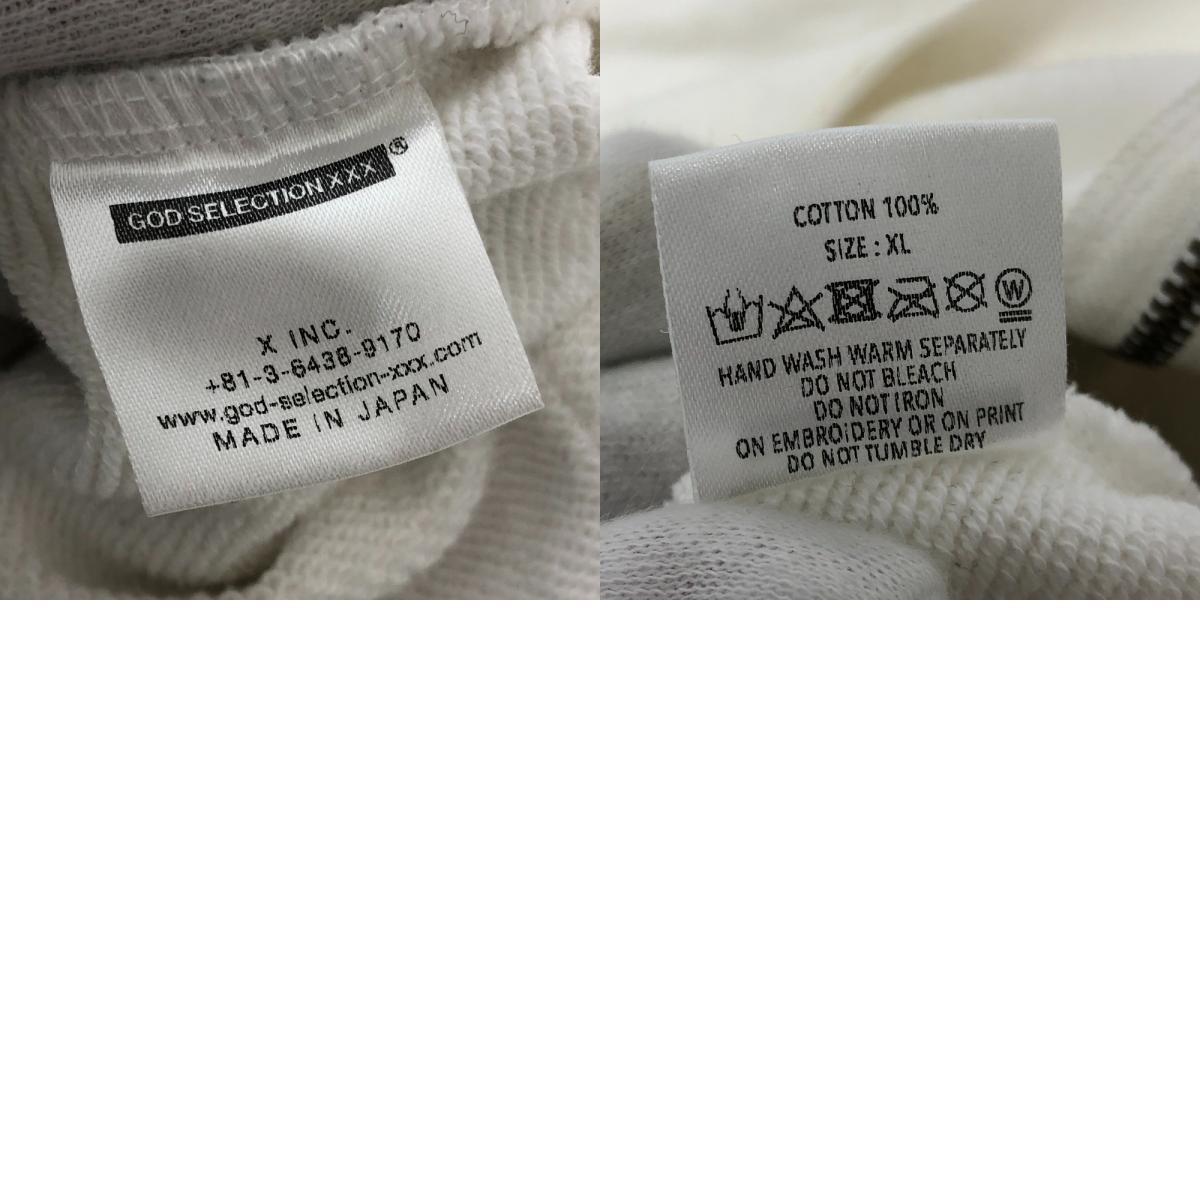 GOD SELECTION XXX®
X INC.
+81-3-6438-9170
www.god-selection-xxx.com
MADE IN JAPAN
COTTON 100%
SIZE : XL
W
HAND WASH WARM SEPARATELY
DO NOT BLEACH
DO NOT IRON
ON EMBROIDERY OR ON PRINT
DO NOT TUMBLE DRY